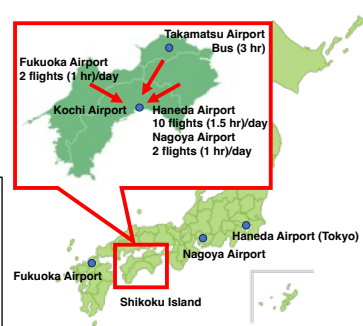 Takamatsu Airport
Bus (3 hr)
Fukuoka Airport
2 flights (1 hr)/day
Kochi Airport
Haneda Airport
10 flights (1.5 hr)/day
Nagoya Airport
2 flights (1 hr)/day
Haneda Airport (Tokyo)
Nagoya Airport
Fukuoka Airport
Shikoku Island